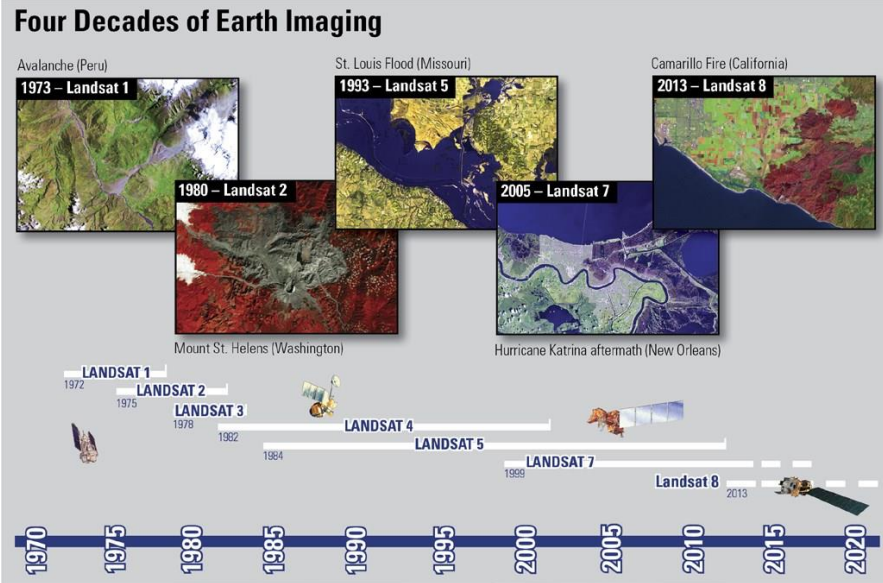 Four Decades of Earth Imaging
Avalanche (Peru)
1973 – Landsat 1
St. Louis Flood (Missouri)
1993 – Landsat 5
Camarillo Fire (California)
2013 – Landsat 8
1980 – Landsat 2
Mount St. Helens (Washington)
2005 – Landsat 7
Hurricane Katrina aftermath (New Orleans)
LANDSAT 1
1972
LANDSAT 2
1975
LANDSAT 3
1978
LANDSAT 4
1982
LANDSAT 5
1984
LANDSAT 7
1999
Landsat 8
2013
1970 1975 1980 1985 1990 1995 2000 2005 2010 2015 2020